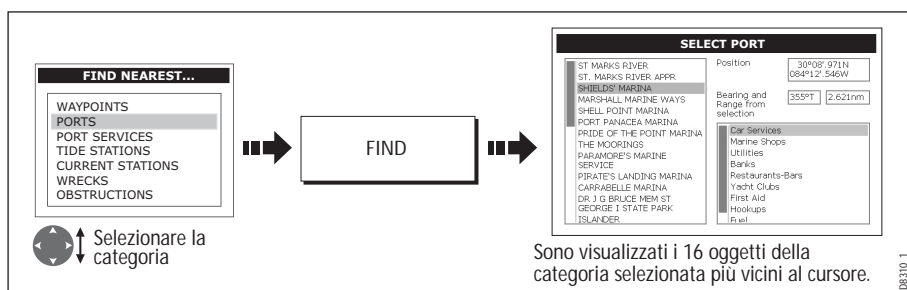 FIND NEAREST...
WAYPOINTS
PORTS
PORT SERVICES
TIDE STATIONS
CURRENT STATIONS
WRECKS
OBSTRUCTIONS
Selezionare la
categoria
FIND
SELECT PORT
ST MARKS RIVER
ST. MARKS RIVER APPR
SHIELDS' MARINA
MARSHALL MARINE WAYS
SHELL POINT MARINA
PORT PANACEA MARINA
PRIDE OF THE POINT MARINA
THE MOORINGS
PARAMORE'S MARINE
SERVICE
PIRATE'S LANDING MARINA
CARRABELLE MARINA
DR J G BRUCE MEM ST
GEORGE I STATE PARK
ISLANDER
Position
30°08'.971N
084°12'.546W
Bearing and
Range from
selection
355°T
2.621nm
Car Services
Marine Shops
Utilities
Banks
Restaurants-Bars
Yacht Clubs
First Aid
Hookups
Fuel
Sono visualizzati i 16 oggetti della
categoria selezionata più vicini al cursore.
D8310_1